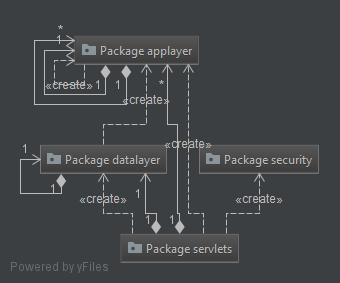 *
Package applayer
1
«create»
1
1
«create»
*
«create»
1
Package datalayer
1
Package security
1
«create»
1
1
«create»
Package servlets
Powered by yFiles